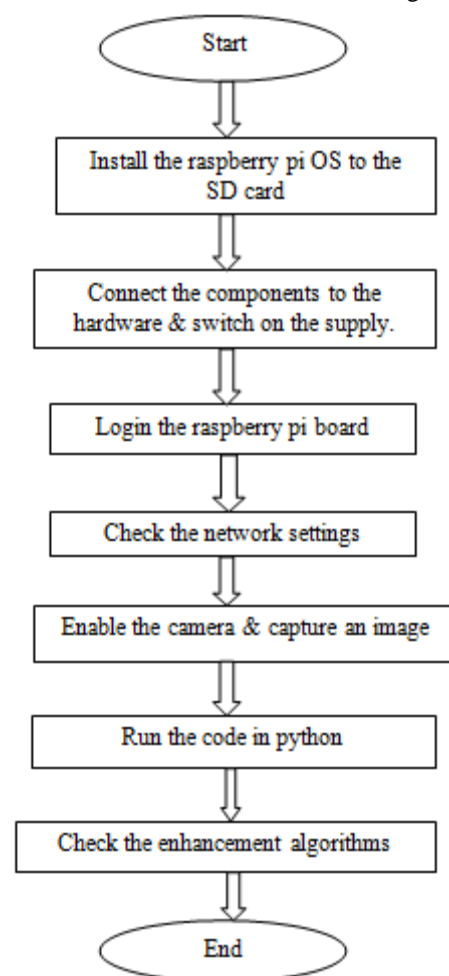 Start
Install the raspberry pi OS to the
SD card
Connect the components to the
hardware & switch on the supply.
Login the raspberry pi board
Check the network settings
Enable the camera & capture an image
Run the code in python
Check the enhancement algorithms
End